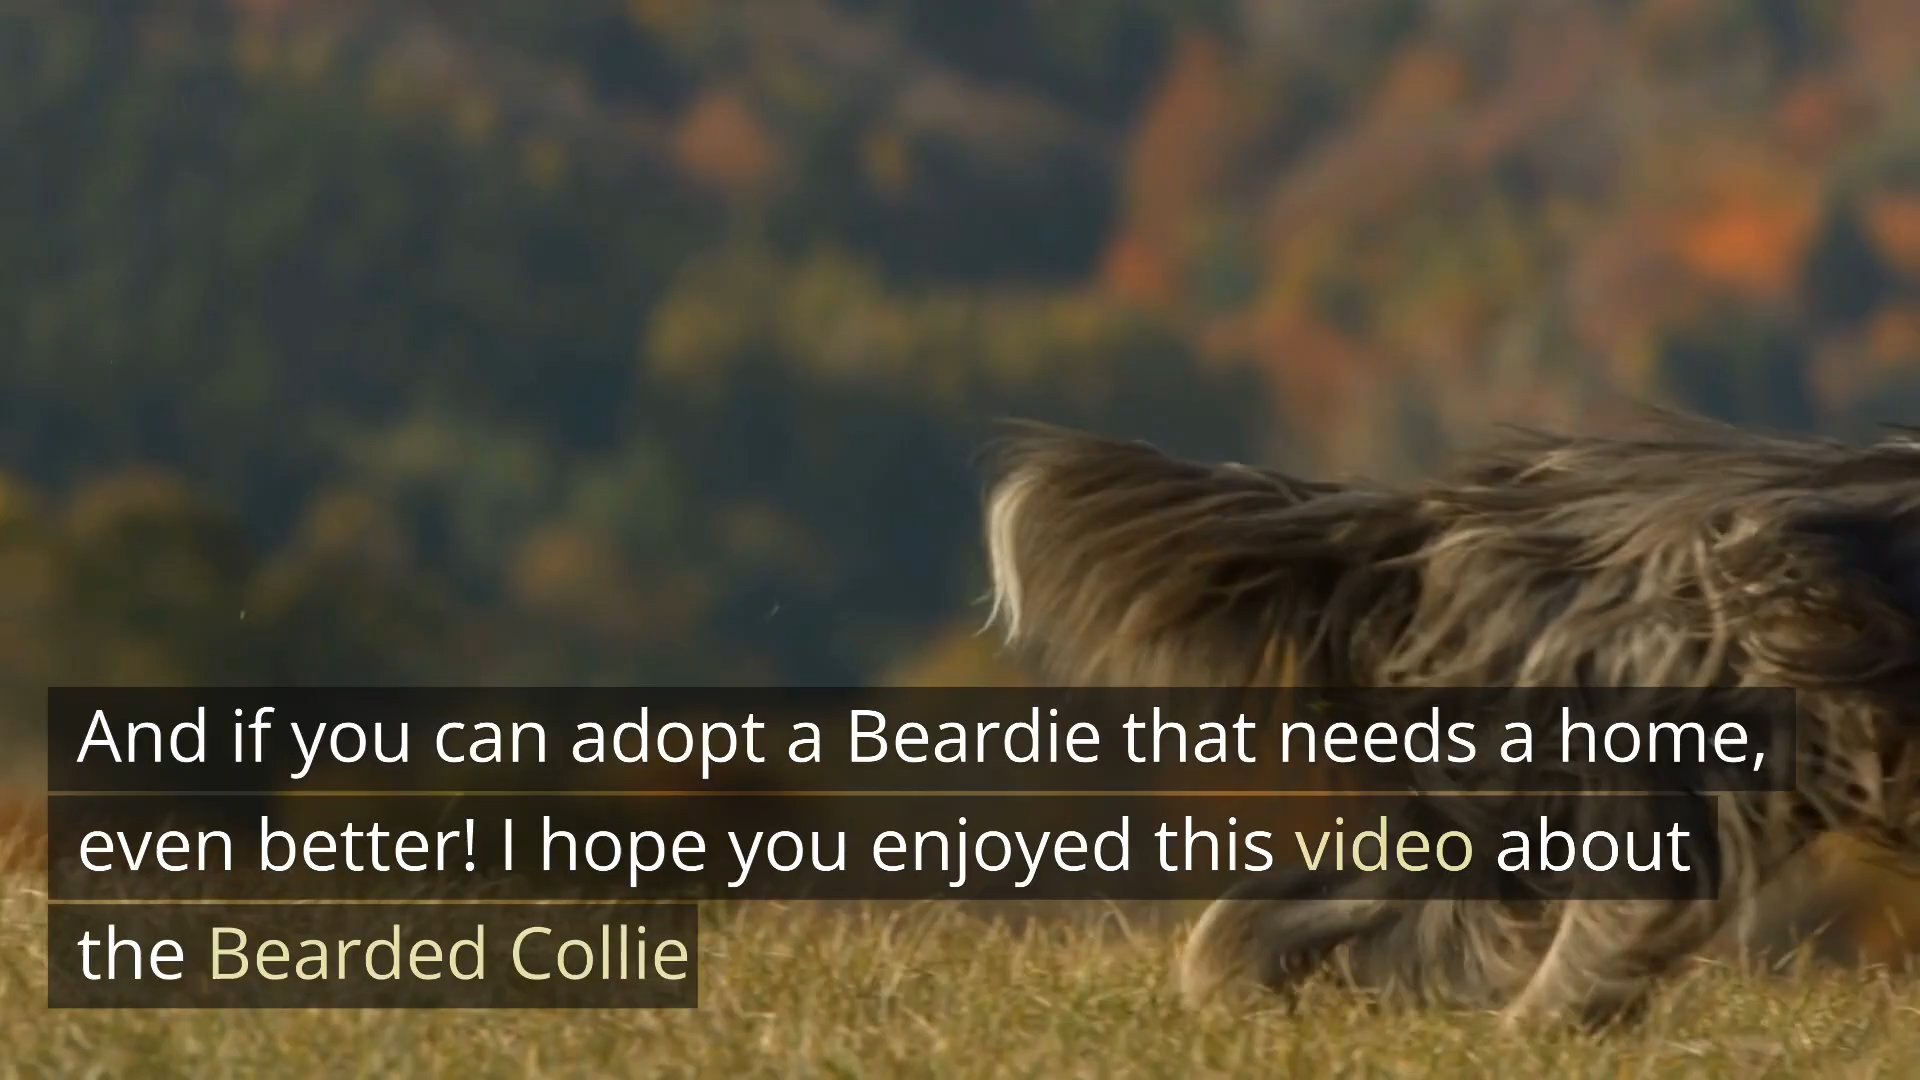 And if you can adopt a Beardie that needs a home,
even better! I hope you enjoyed this video about
the Bearded Collie